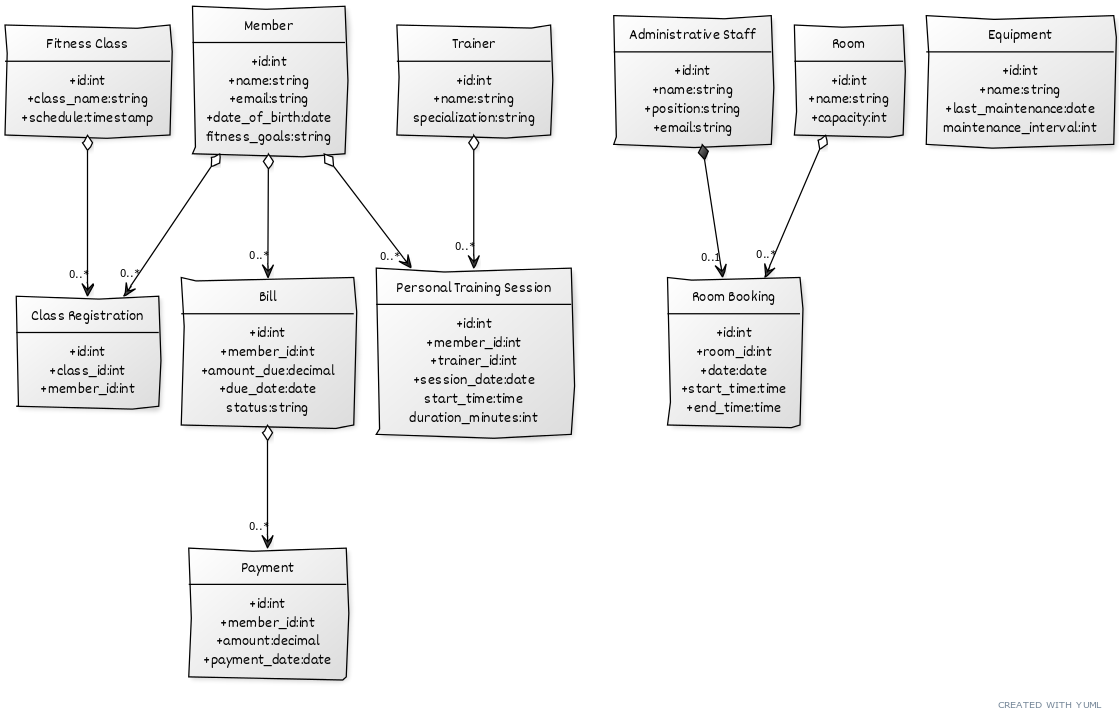 Fitness Class
+id:int
+class_name:string
+schedule:timestamp
Member
+id:int
+name:string
+email:string
+date_of_birth:date
fitness_goals:string
Trainer
+id:int
+name:string
specialization:string
Administrative Staff
+id:int
+name:string
+position:string
+email:string
Room
+id:int
+name:string
+capacity:int
Equipment
+id:int
+name:string
+last_maintenance:date
maintenance_interval:int
0..*
0..*
0..*
0..*
0..*
0..1
0..*
Class Registration
+id:int
+class_id:int
+member_id:int
Bill
+id:int
+member_id:int
+amount_due:decimal
+due_date:date
status:string
Personal Training Session
+id:int
+member_id:int
+trainer_id:int
+session_date:date
start_time:time
duration_minutes:int
Room Booking
+id:int
+room_id:int
+date:date
+start_time:time
+end_time:time
0..*
Payment
+id:int
+member_id:int
+amount:decimal
+payment_date:date
CREATED WITH YUML